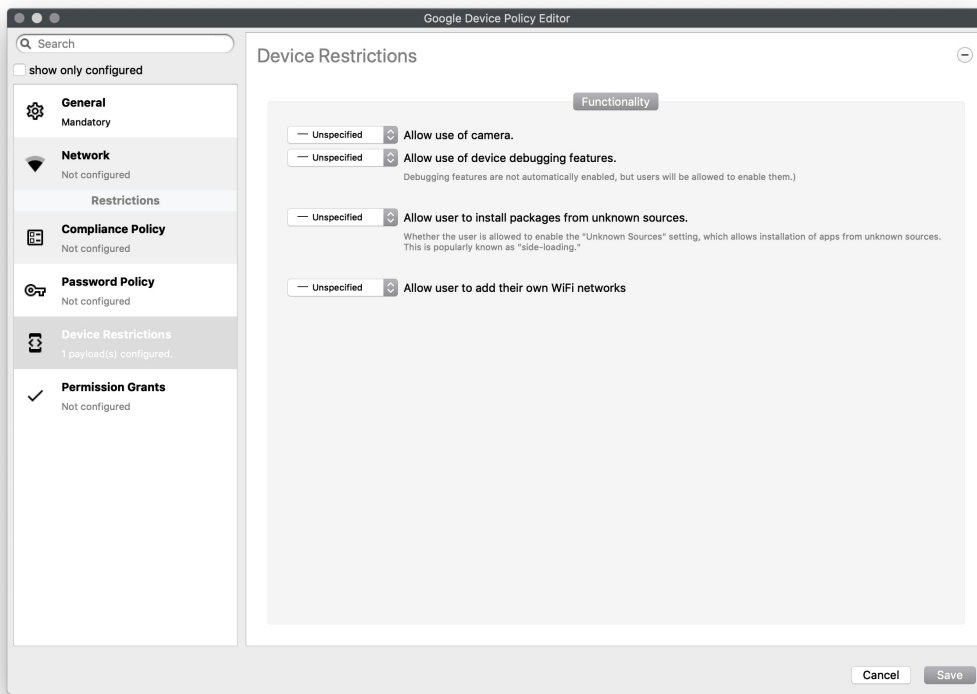 Google Device Policy Editor
Search
show only configured
General
Mandatory
Network
Not configured
Restrictions
Compliance Policy
Not configured
Password Policy
Not configured
Device Restrictions
1 payload(s) configured.
Permission Grants
Not configured
Device Restrictions
Functionality
— Unspecified Allow use of camera.
— Unspecified Allow use of device debugging features.
Debugging features are not automatically enabled, but users will be allowed to enable them.)
— Unspecified Allow user to install packages from unknown sources.
Whether the user is allowed to enable the "Unknown Sources" setting, which allows installation of apps from unknown sources.
This is popularly known as "side-loading."
— Unspecified Allow user to add their own WiFi networks
Cancel Save